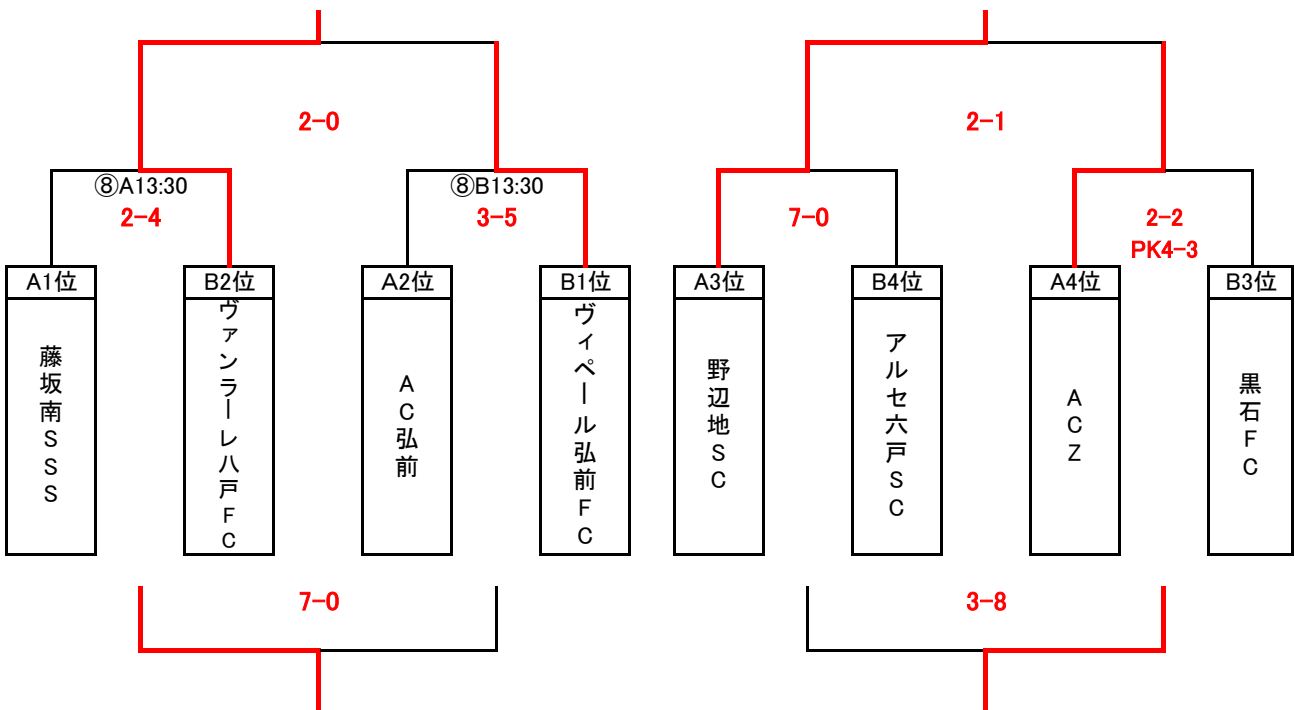 2-0
2-1
⑧A13:30
⑧B13:30
2-4
3-5
7-0
2-2
PK4-3
A1位
B2位
A2位
B1位
A3位
B4位
A4位
B3位
藤坂南SSS
ヴァンラーレ八戸FC
AC弘前
ヴィペール弘前FC
野辺地SC
アルセ六戸SC
ACZ
黒石FC
7-0
3-8